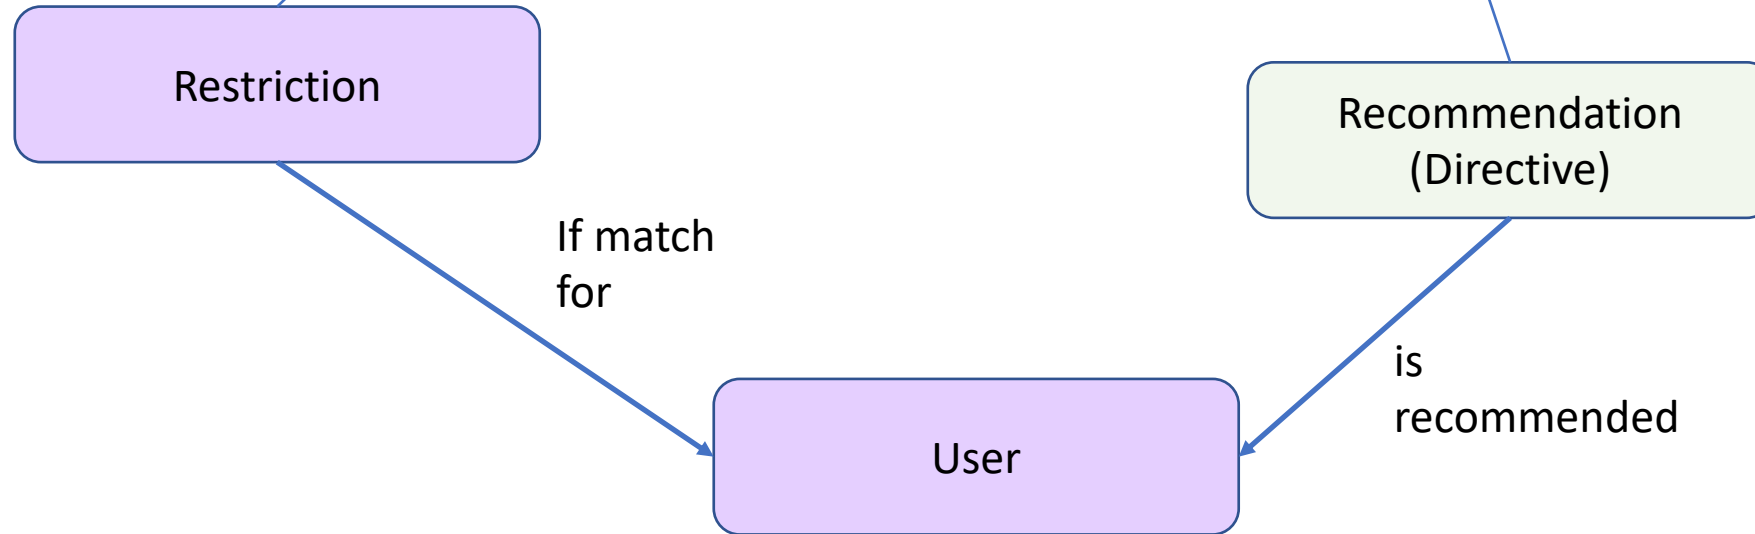 Restriction
Recommendation
(Directive)
If match
for
is
recommended
User